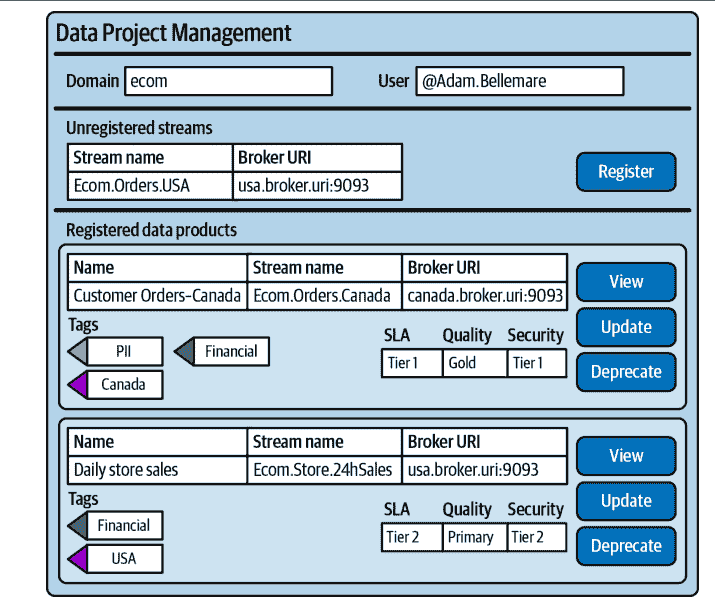 Data Project Management
Domain ecom User @Adam.Bellemare
Unregistered streams
Stream name Broker URI
Ecom.Orders.USA usa.broker.uri:9093
Register
Registered data products
Name Stream name Broker URI
Customer Orders–Canada Ecom.Orders.Canada canada.broker.uri:9093
View
Update
Deprecate
Tags
PII Financial
Canada
SLA Quality Security
Tier 1 Gold Tier 1
Name Stream name Broker URI
Daily store sales Ecom.Store.24hSales usa.broker.uri:9093
View
Update
Deprecate
Tags
Financial
USA
SLA Quality Security
Tier 2 Primary Tier 2